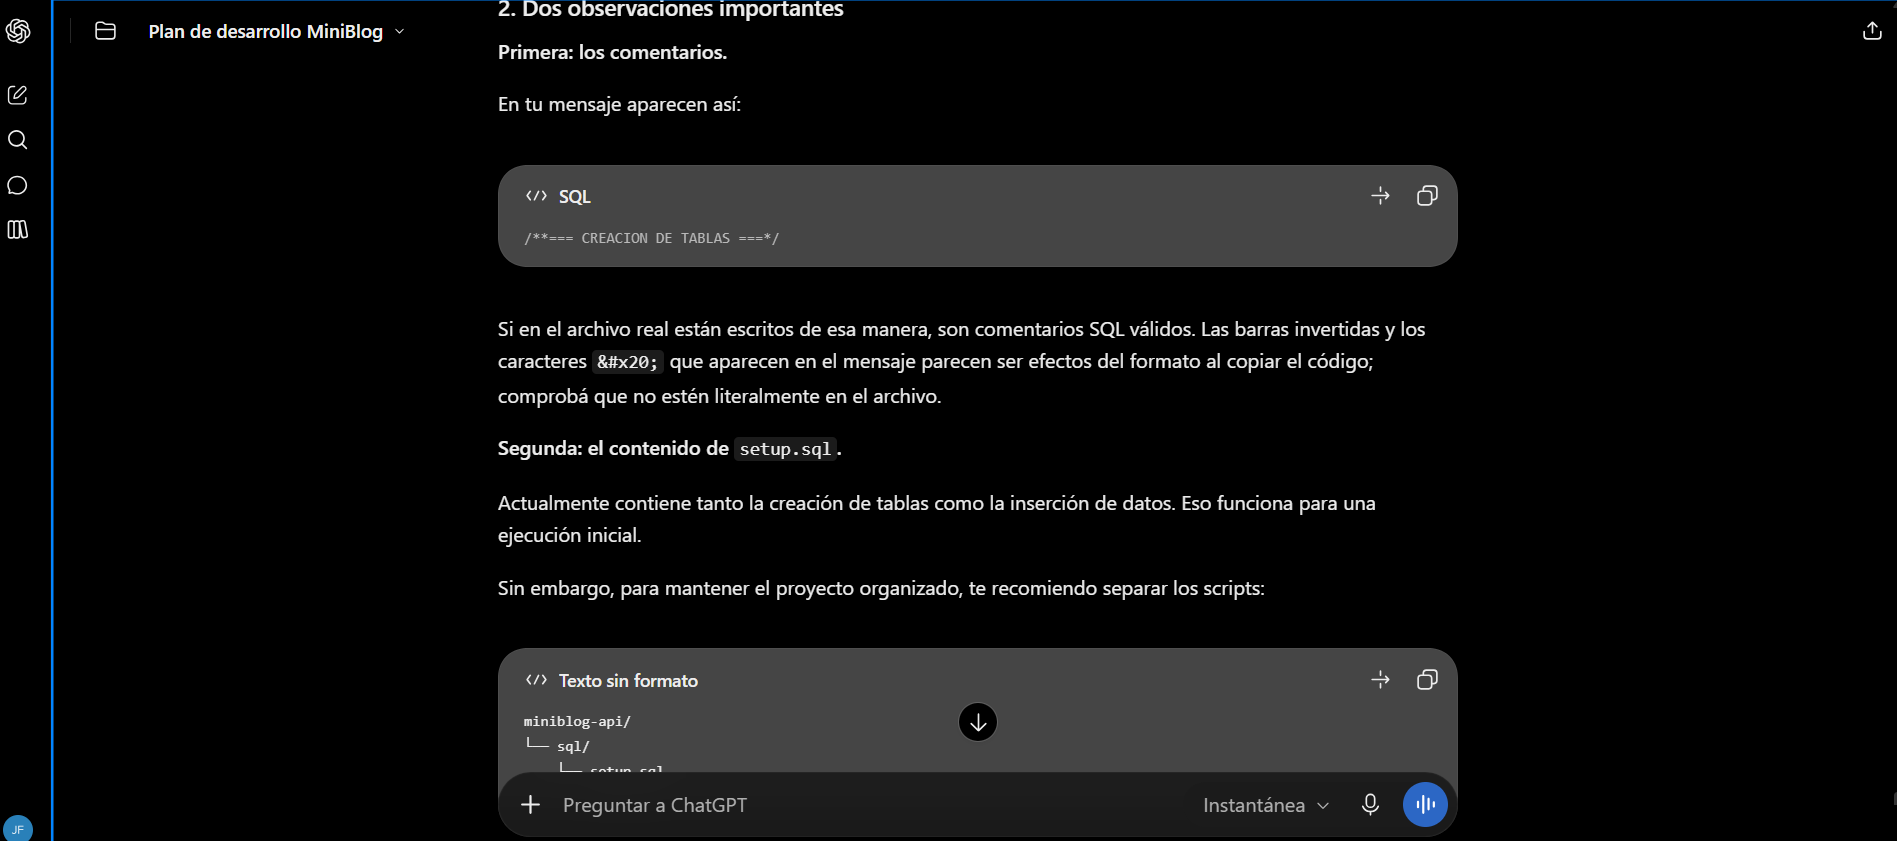 Plan de desarrollo MiniBlog
2. Dos observaciones importantes
Primera: los comentarios.
En tu mensaje aparecen así:
</> SQL
/**=== CREACION DE TABLAS ===*/
Si en el archivo real están escritos de esa manera, son comentarios SQL válidos. Las barras invertidas y los
caracteres &#x20; que aparecen en el mensaje parecen ser efectos del formato al copiar el código;
comprobá que no estén literalmente en el archivo.
Segunda: el contenido de setup.sql.
Actualmente contiene tanto la creación de tablas como la inserción de datos. Eso funciona para una
ejecución inicial.
Sin embargo, para mantener el proyecto organizado, te recomiendo separar los scripts:
</> Texto sin formato
miniblog-api/
└── sql/
└── setup.sql
Preguntar a ChatGPT
Instantánea
JF